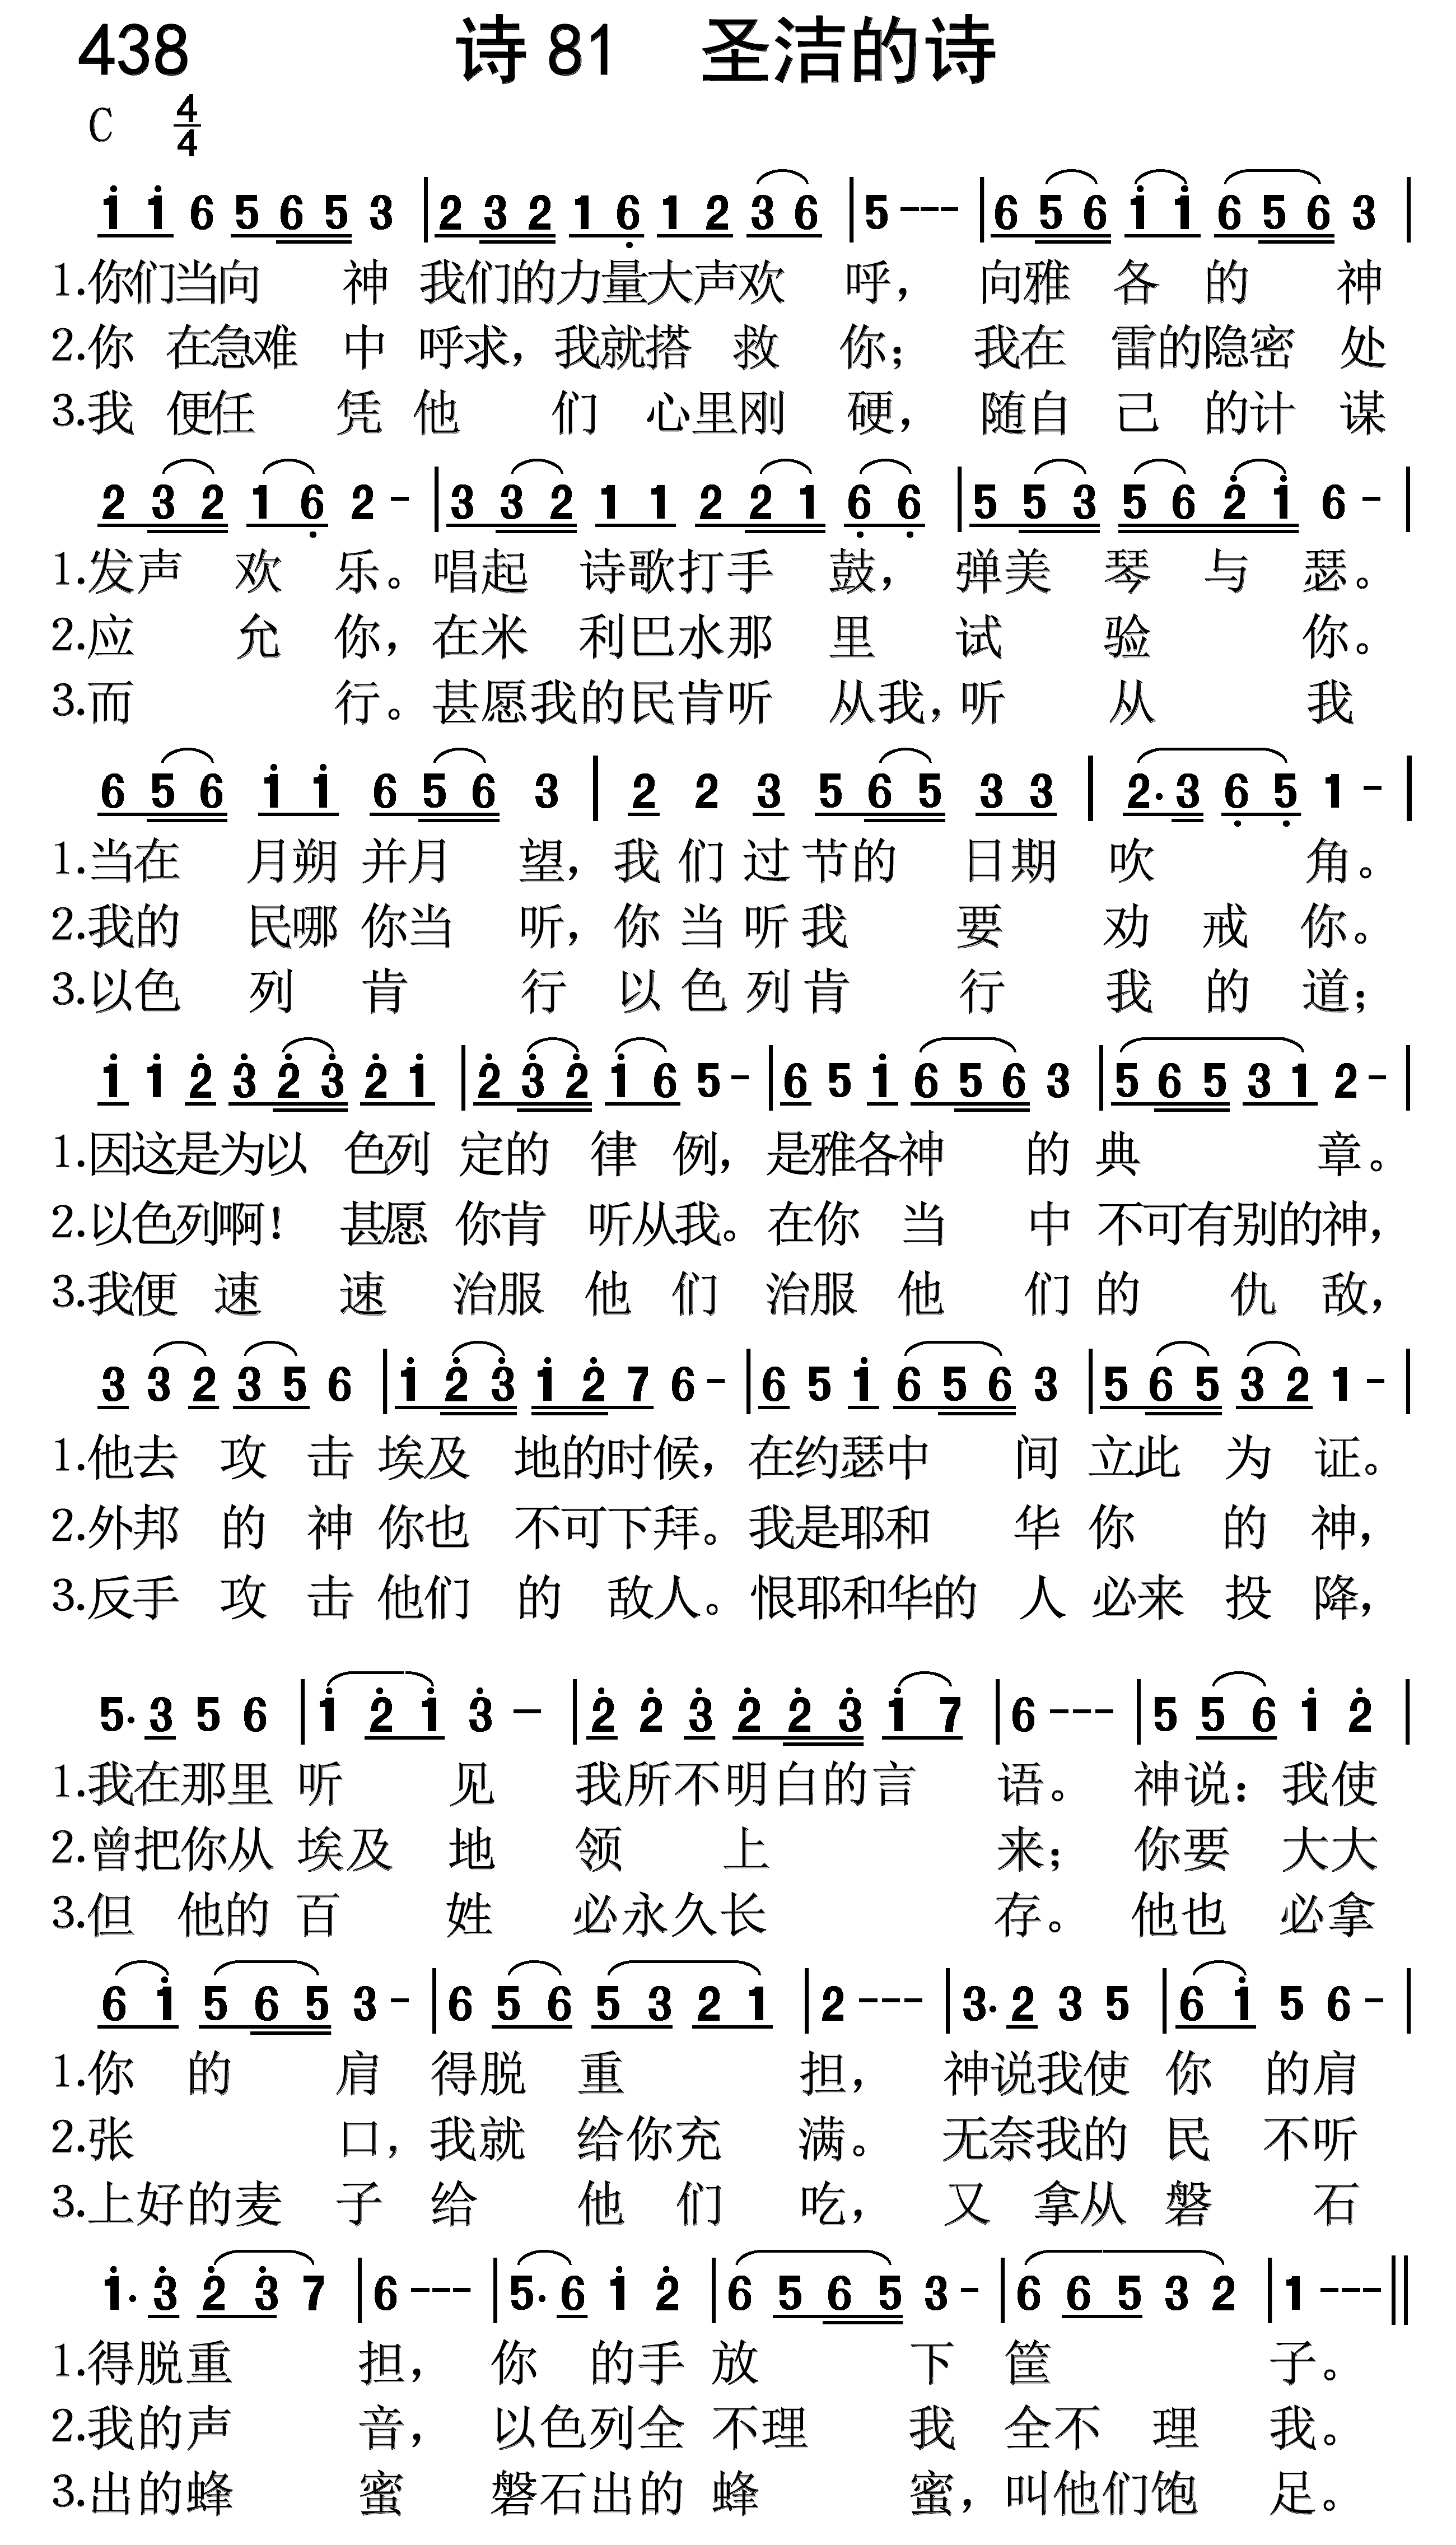 438 诗81 圣洁的诗
C 4/4
1̇ 1̇ 6 5 6 5 3 | 2 3 2 1 6̣ 1 2 3 6 | 5 --- | 6 5 6 1̇ 1̇ 6 5 6 3 |
1.你们当向 神 我们的力量大声欢 呼， 向雅 各 的 神
2.你 在急难 中 呼求，我就搭 救 你； 我在 雷的隐密 处
3.我 便任 凭 他 们 心里刚 硬， 随自 己 的计 谋
2 3 2 1 6̣ 2 - | 3 3 2 1 1 2 2 1 6̣ 6̣ | 5 5 3 5 6 2̇ 1̇ 6 - |
1.发声 欢 乐。唱起 诗歌打手 鼓， 弹美 琴 与 瑟。
2.应 允 你，在米 利巴水那 里 试 验 你。
3.而 行。甚愿我的民肯听 从我，听 从 我
6 5 6 1̇ 1̇ 6 5 6 3 | 2 2 3 5 6 5 3 3 | 2· 3 6̣ 5̣ 1 - |
1.当在 月朔 并月 望，我 们 过 节的 日期 吹 角。
2.我的 民哪 你当 听，你 当 听 我 要 劝 戒 你。
3.以色 列 肯 行 以 色 列 肯 行 我 的 道；
1̇ 1̇ 2̇ 3̇ 2̇ 3̇ 2̇ 1̇ | 2̇ 3̇ 2̇ 1̇ 6 5 - | 6 5 1̇ 6 5 6 3 | 5 6 5 3 1 2 - |
1.因这是为以 色列 定的 律 例，是雅各神 的 典 章。
2.以色列啊！ 甚愿 你肯 听从我。在你 当 中 不可有别的神，
3.我便 速 速 治服 他 们 治服 他 们 的 仇 敌，
3 3 2 3 5 6 | 1̇ 2̇ 3̇ 1̇ 2̇ 7 6 - | 6 5 1̇ 6 5 6 3 | 5 6 5 3 2 1 - |
1.他去 攻 击 埃及 地的时候，在约瑟中 间 立此 为 证。
2.外邦 的 神 你也 不可下拜。我是耶和 华 你 的 神，
3.反手 攻 击 他们 的 敌人。恨耶和华的 人 必来 投 降，
5· 3 5 6 | 1̇ 2̇ 1̇ 3̇ - | 2̇ 2̇ 3̇ 2̇ 2̇ 3̇ 1̇ 7 | 6 --- | 5 5 6 1̇ 2̇ |
1.我在那里 听 见 我所不明白的言 语。 神说：我使
2.曾把你从 埃及 地 领 上 来； 你要 大大
3.但 他的 百 姓 必永久长 存。 他也 必拿
6 1̇ 5 6 5 3 - | 6 5 6 5 3 2 1 | 2 --- | 3· 2 3 5 | 6 1̇ 5 6 - |
1.你 的 肩 得脱 重 担， 神说我使 你 的肩
2.张 口，我就 给你充 满。 无奈我的 民 不听
3.上好的麦 子 给 他 们 吃， 又 拿从 磐 石
1̇· 3̇ 2̇ 3̇ 7 | 6 --- | 5· 6 1̇ 2̇ | 6 5 6 5 3 - | 6 6 5 3 2 | 1 --- ‖
1.得脱重 担， 你 的手 放 下 筐 子。
2.我的声 音， 以色列全 不理 我 全不 理 我。
3.出的蜂 蜜 磐石出的 蜂 蜜，叫他们饱 足。